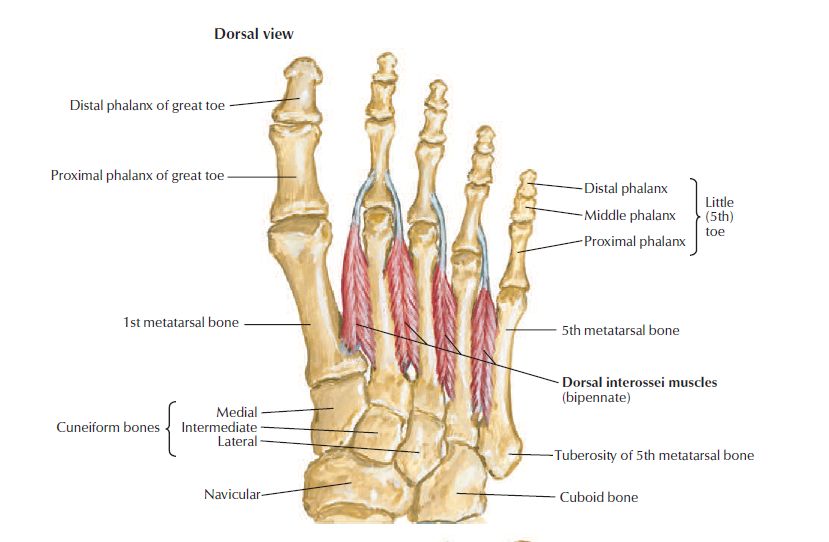 Dorsal view
Distal phalanx of great toe
Proximal phalanx of great toe
Distal phalanx
Middle phalanx
Proximal phalanx
Little
(5th)
toe
1st metatarsal bone
5th metatarsal bone
Dorsal interossei muscles
(bipennate)
Cuneiform bones
Medial
Intermediate
Lateral
Tuberosity of 5th metatarsal bone
Navicular
Cuboid bone